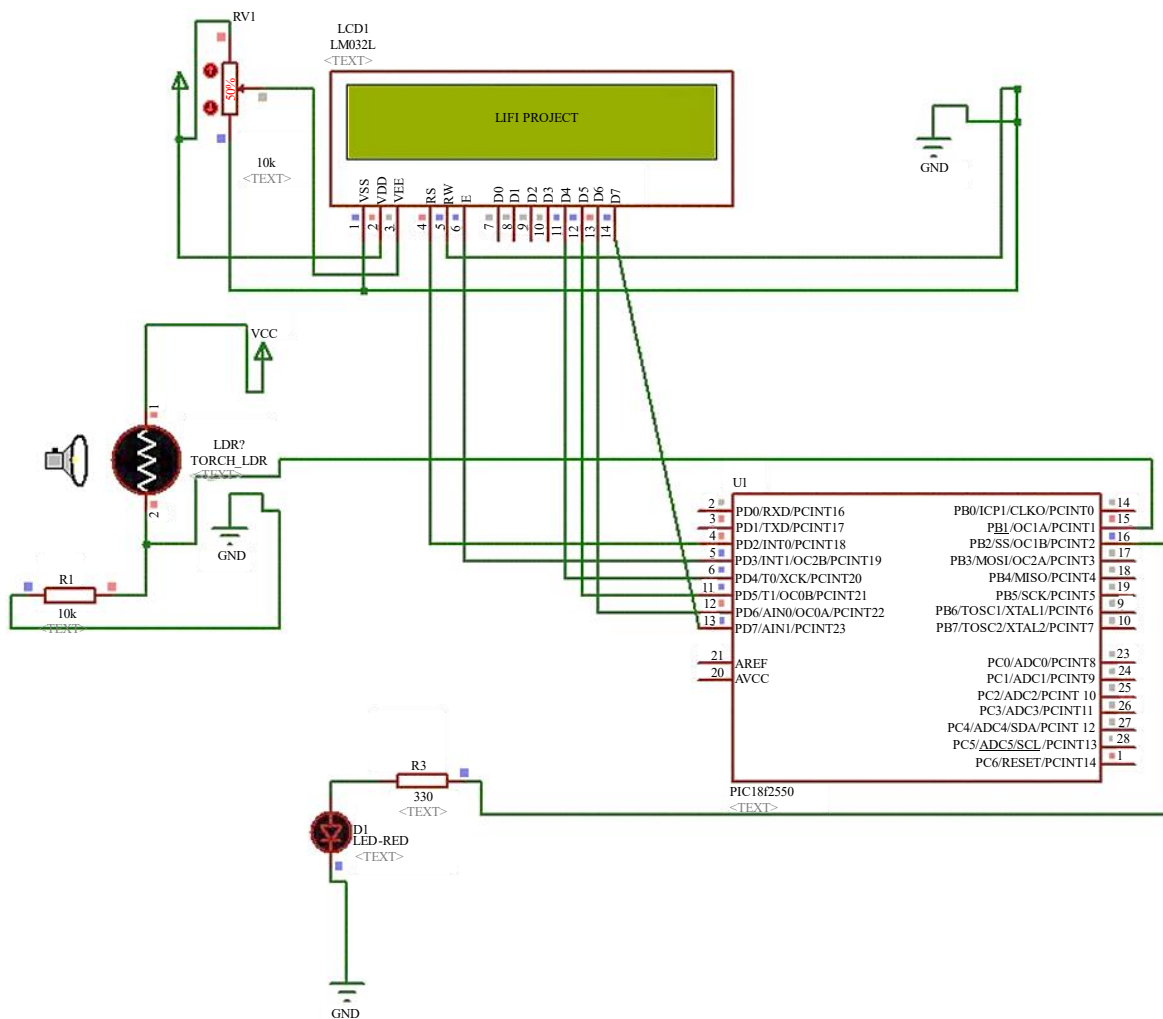 RV1
50%
10k
<TEXT>
LCD1
LM032L
<TEXT>
LIFI PROJECT
VSS
VDD
VEE
RS
RW
E
D0
D1
D2
D3
D4
D5
D6
D7
1
2
3
4
5
6
7
8
9
10
11
12
13
14
GND
VCC
1
LDR?
TORCH_LDR
<TEXT>
2
GND
R1
10k
<TEXT>
U1
2 PD0/RXD/PCINT16
3 PD1/TXD/PCINT17
4 PD2/INT0/PCINT18
5 PD3/INT1/OC2B/PCINT19
6 PD4/T0/XCK/PCINT20
11 PD5/T1/OC0B/PCINT21
12 PD6/AIN0/OC0A/PCINT22
13 PD7/AIN1/PCINT23
21 AREF
20 AVCC
PB0/ICP1/CLKO/PCINT0 14
PB1/OC1A/PCINT1 15
PB2/SS/OC1B/PCINT2 16
PB3/MOSI/OC2A/PCINT3 17
PB4/MISO/PCINT4 18
PB5/SCK/PCINT5 19
PB6/TOSC1/XTAL1/PCINT6 9
PB7/TOSC2/XTAL2/PCINT7 10
PC0/ADC0/PCINT8 23
PC1/ADC1/PCINT9 24
PC2/ADC2/PCINT 10 25
PC3/ADC3/PCINT11 26
PC4/ADC4/SDA/PCINT 12 27
PC5/ADC5/SCL/PCINT13 28
PC6/RESET/PCINT14 1
PIC18f2550
<TEXT>
R3
330
<TEXT>
D1
LED-RED
<TEXT>
GND